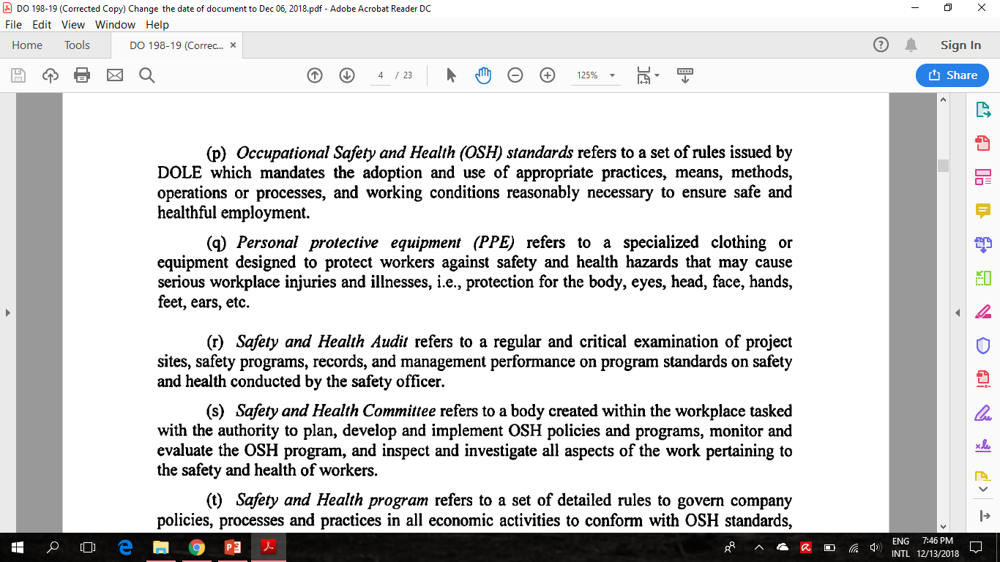 DO 198-19 (Corrected Copy) Change the date of document to Dec 06, 2018.pdf - Adobe Acrobat Reader DC
File Edit View Window Help
Home Tools DO 198-19 (Correc... × Sign In
4 / 23 125% Share
(p) Occupational Safety and Health (OSH) standards refers to a set of rules issued by
DOLE which mandates the adoption and use of appropriate practices, means, methods,
operations or processes, and working conditions reasonably necessary to ensure safe and
healthful employment.
(q) Personal protective equipment (PPE) refers to a specialized clothing or
equipment designed to protect workers against safety and health hazards that may cause
serious workplace injuries and illnesses, i.e., protection for the body, eyes, head, face, hands,
feet, ears, etc.
(r) Safety and Health Audit refers to a regular and critical examination of project
sites, safety programs, records, and management performance on program standards on safety
and health conducted by the safety officer.
(s) Safety and Health Committee refers to a body created within the workplace tasked
with the authority to plan, develop and implement OSH policies and programs, monitor and
evaluate the OSH program, and inspect and investigate all aspects of the work pertaining to
the safety and health of workers.
(t) Safety and Health program refers to a set of detailed rules to govern company
policies, processes and practices in all economic activities to conform with OSH standards,
ENG 7:46 PM
INTL 12/13/2018